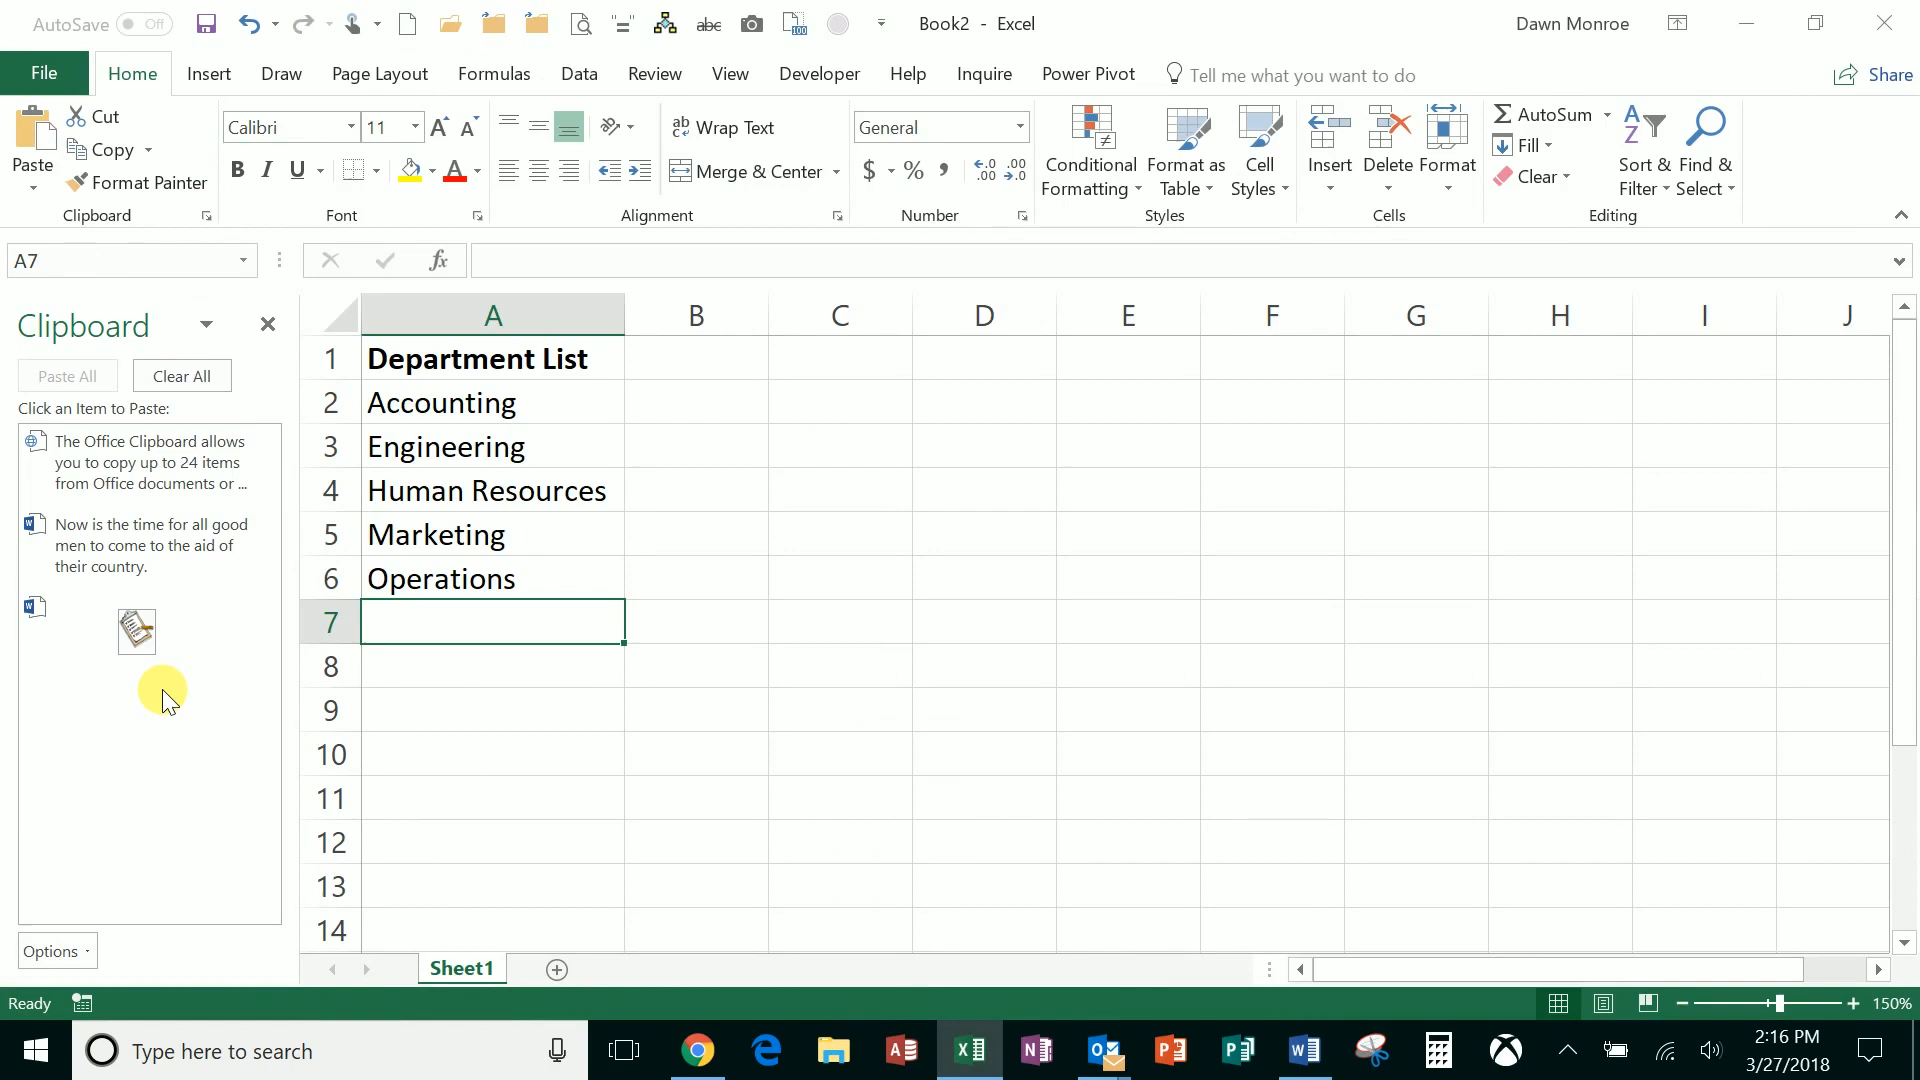 AutoSave Off
abc
100
Book2 - Excel
Dawn Monroe
File Home Insert Draw Page Layout Formulas Data Review View Developer Help Inquire Power Pivot Tell me what you want to do Share
Paste
Cut
Copy
Format Painter
Clipboard
Calibri 11 A A
B I U A
Font
Wrap Text
Merge & Center
Alignment
General
$ % , .0 .00 .00 .0
Number
Conditional Formatting
Format as Table
Cell Styles
Styles
Insert Delete Format
Cells
AutoSum
Fill
Clear
Sort & Filter
Find & Select
Editing
A7 fx
Clipboard
Paste All Clear All
Click an Item to Paste:
The Office Clipboard allows
you to copy up to 24 items
from Office documents or ...
Now is the time for all good
men to come to the aid of
their country.
Options
A B C D E F G H I J
1 Department List
2 Accounting
3 Engineering
4 Human Resources
5 Marketing
6 Operations
7
8
9
10
11
12
13
14
Sheet1
Ready 150%
Type here to search
2:16 PM
3/27/2018